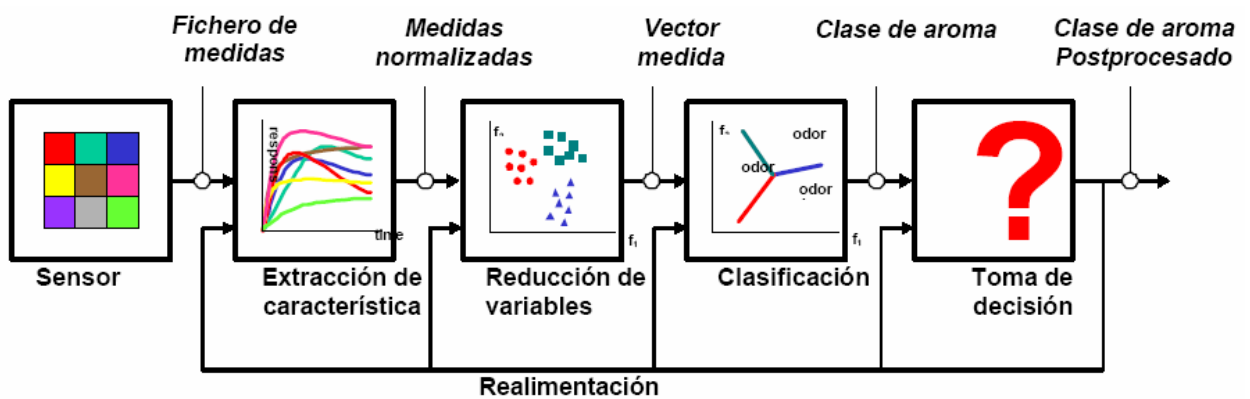 Fichero de
medidas
Medidas
normalizadas
Vector
medida
Clase de aroma
Clase de aroma
Postprocesado
respons
time
f₁
odor
odor
odor
f₁
Sensor
Extracción de
característica
Reducción de
variables
Clasificación
Toma de
decisión
?
Realimentación